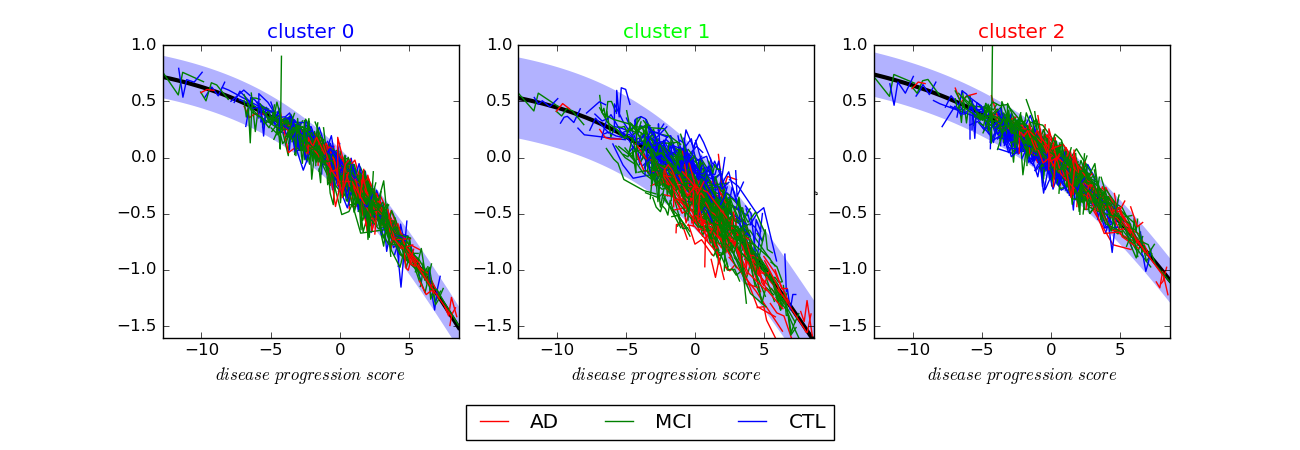 cluster 0 cluster 1 cluster 2
1.0 1.0 1.0
0.5 0.5 0.5
0.0 0.0 0.0
−0.5 −0.5 −0.5
−1.0 −1.0 −1.0
−1.5 −1.5 −1.5
−10 −5 0 5 −10 −5 0 5 −10 −5 0 5
disease progression score disease progression score disease progression score
AD MCI CTL